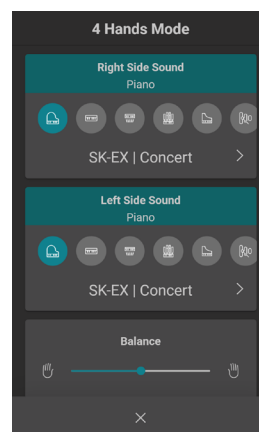 4 Hands Mode
Right Side Sound
Piano
SK-EX | Concert
Left Side Sound
Piano
SK-EX | Concert
Balance